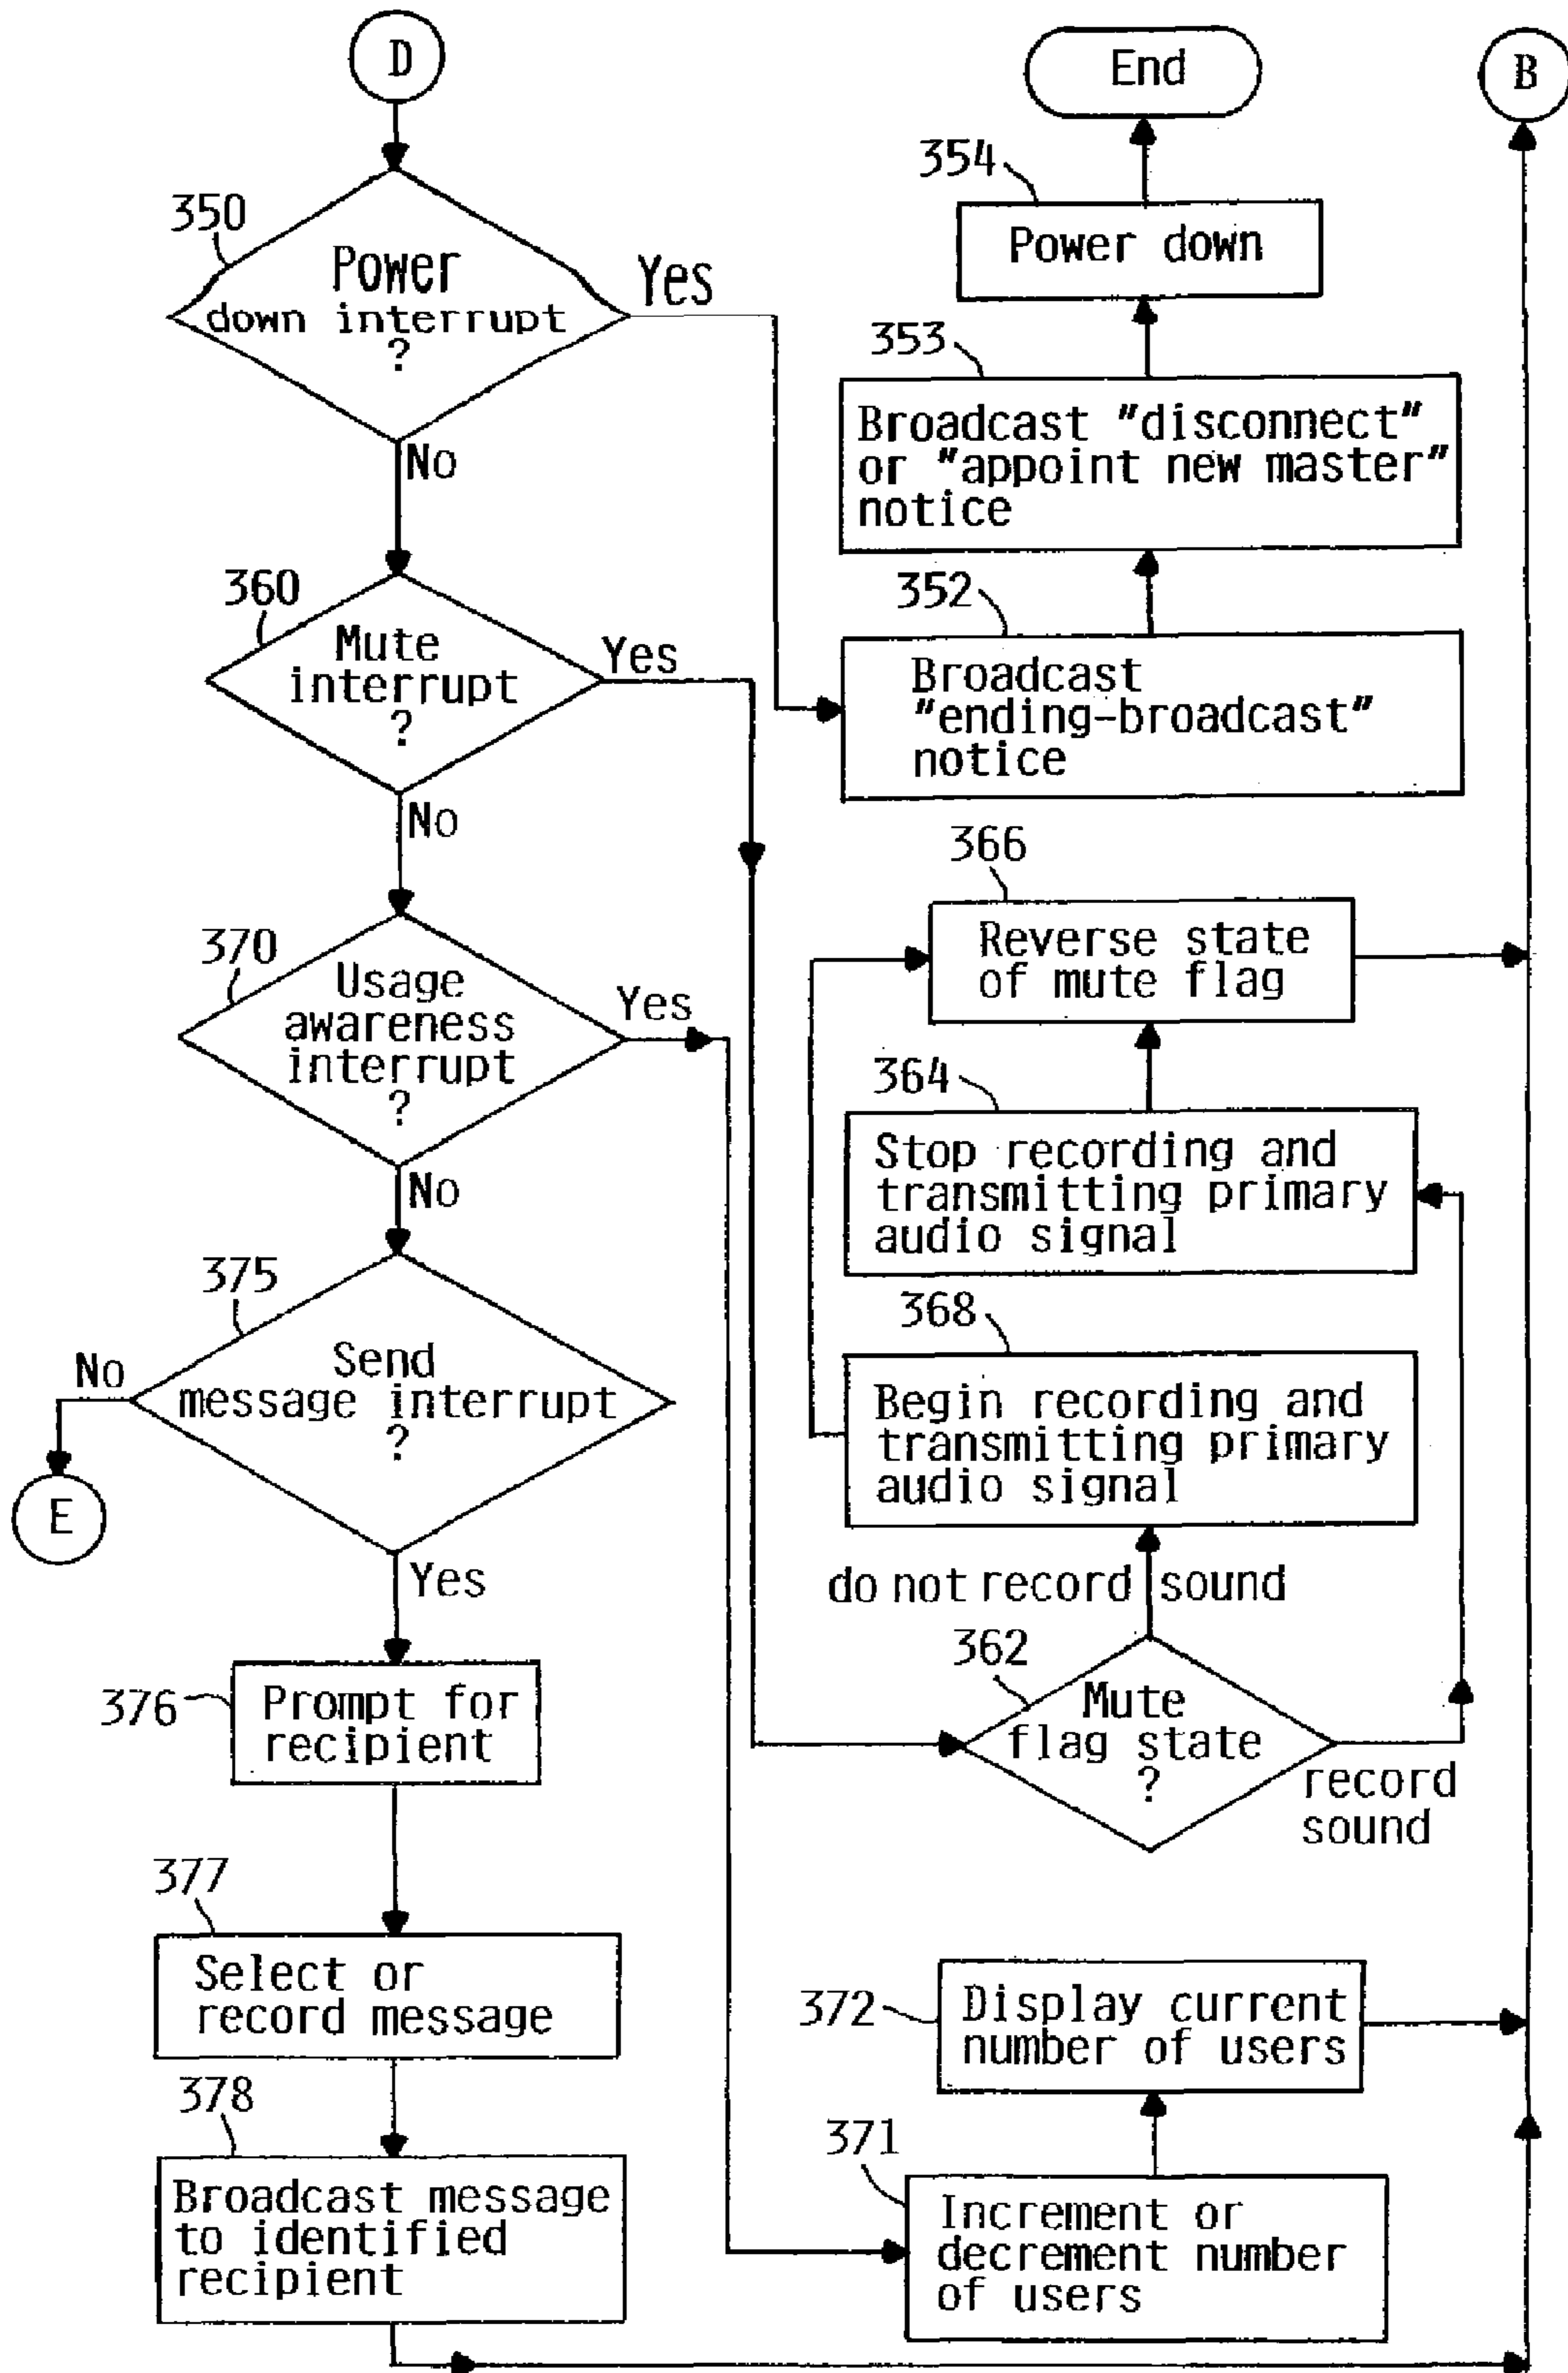 D
350
Power
down interrupt
?
Yes
No
360
Mute
interrupt
?
Yes
No
370
Usage
awareness
interrupt
?
Yes
No
375
Send
message interrupt
?
No
E
Yes
376
Prompt for
recipient
377
Select or
record message
378
Broadcast message
to identified
recipient
End
354
Power down
353
Broadcast "disconnect"
or "appoint new master"
notice
352
Broadcast
"ending-broadcast"
notice
366
Reverse state
of mute flag
364
Stop recording and
transmitting primary
audio signal
368
Begin recording and
transmitting primary
audio signal
do not record sound
362
Mute
flag state
?
record
sound
372
Display current
number of users
371
Increment or
decrement number
of users
B